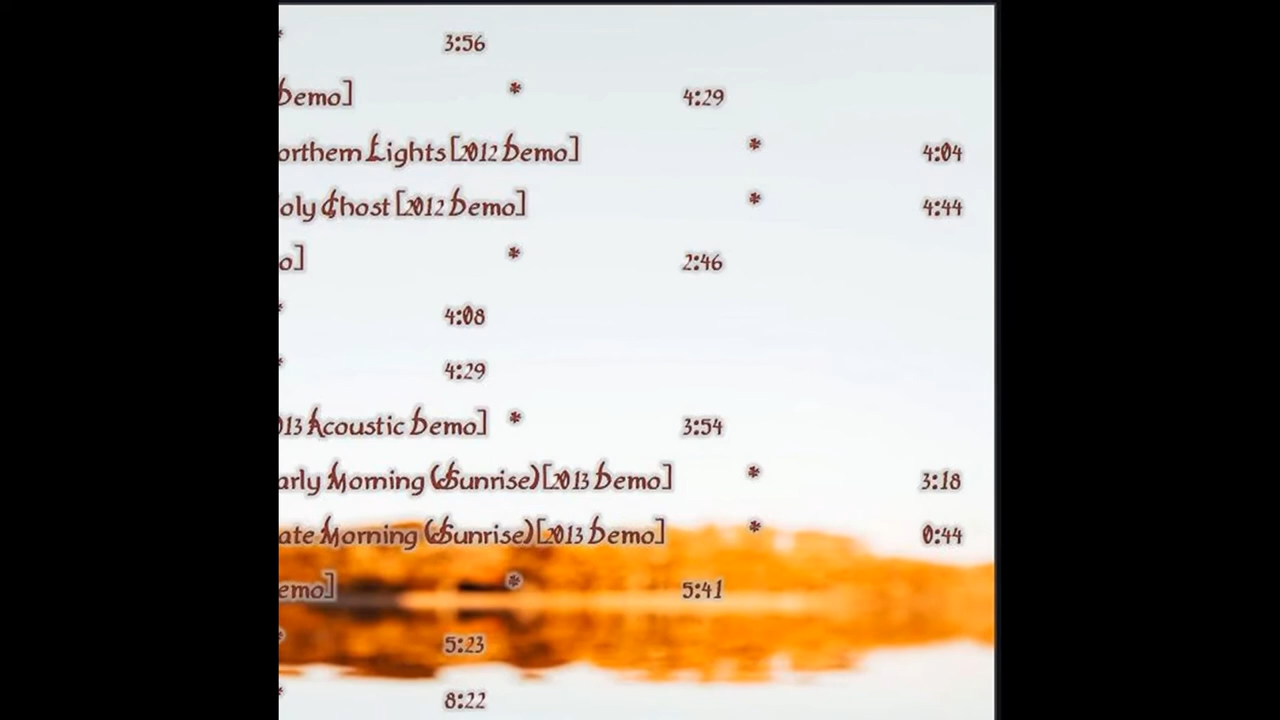 * 3:56
Demo] * 4:29
orthern Lights [2012 Demo] * 4:04
oly Ghost [2012 Demo] * 4:44
o] * 2:46
* 4:08
* 4:29
013 Acoustic Demo] * 3:54
arly Morning (Sunrise) [2013 Demo] * 3:18
ate Morning (Sunrise) [2013 Demo] * 0:44
emo] * 5:41
* 5:23
* 8:22